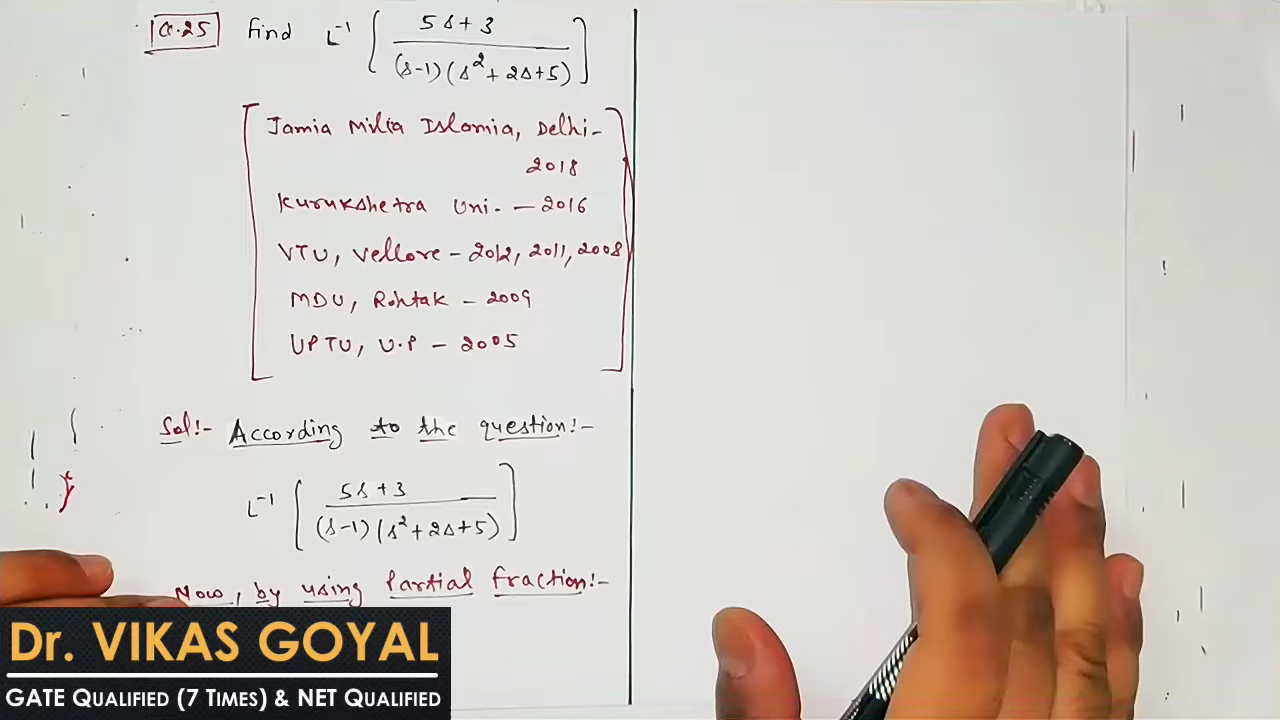 Q.25 Find L⁻¹ [ 5s+3 / (s-1)(s²+2s+5) ]
[ Jamia Milia Islamia, Delhi-
2018
Kurukshetra Uni. - 2016
VTU, Vellore - 2012, 2011, 2008
MDU, Rohtak - 2009
UPTU, U.P - 2005 ]
Sol!- According to the question!-
L⁻¹ [ 5s+3 / (s-1)(s²+2s+5) ]
Now, by using Partial fraction!-
Dr. VIKAS GOYAL
GATE QUALIFIED (7 TIMES) & NET QUALIFIED